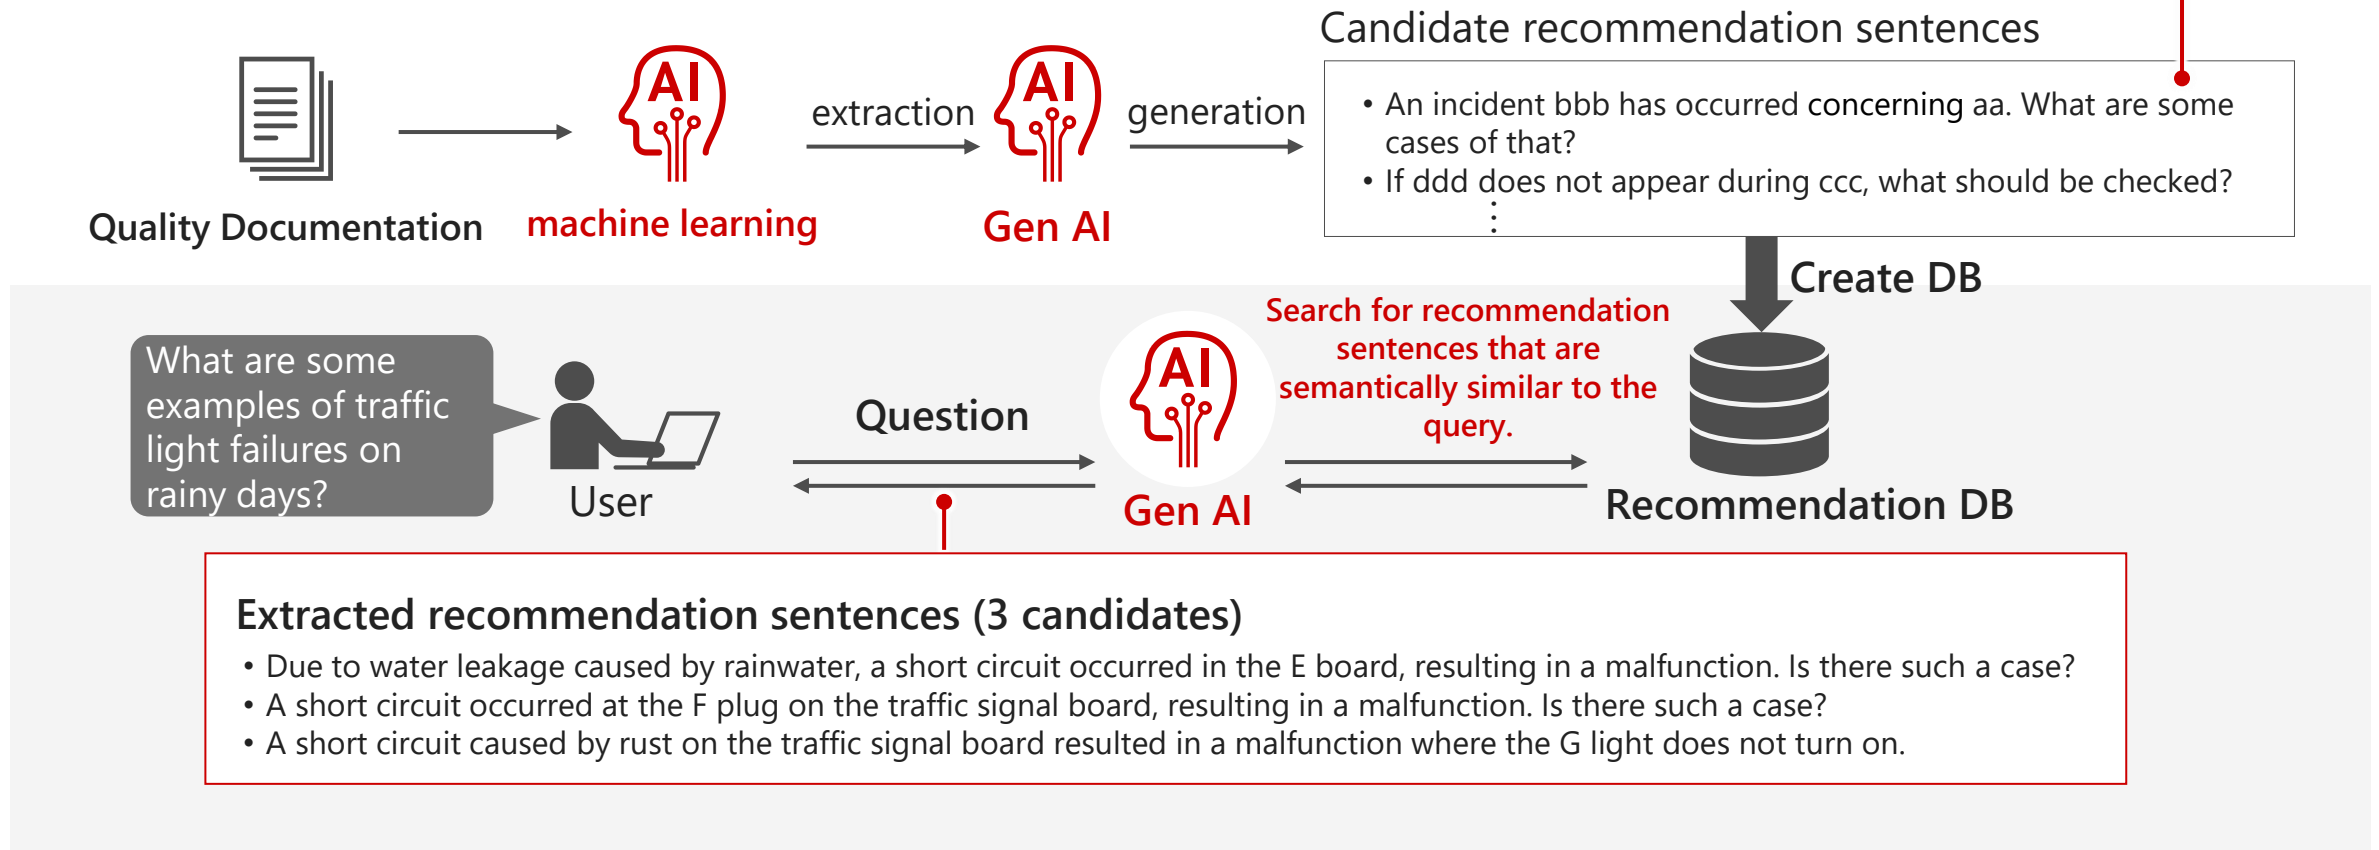 Candidate recommendation sentences
• An incident bbb has occurred concerning aa. What are some
cases of that?
• If ddd does not appear during ccc, what should be checked?
⋮
AI
AI
extraction
generation
Quality Documentation
machine learning
Gen AI
Create DB
Search for recommendation
sentences that are
semantically similar to the
query.
What are some
examples of traffic
light failures on
rainy days?
User
Question
AI
Gen AI
Recommendation DB
Extracted recommendation sentences (3 candidates)
• Due to water leakage caused by rainwater, a short circuit occurred in the E board, resulting in a malfunction. Is there such a case?
• A short circuit occurred at the F plug on the traffic signal board, resulting in a malfunction. Is there such a case?
• A short circuit caused by rust on the traffic signal board resulted in a malfunction where the G light does not turn on.